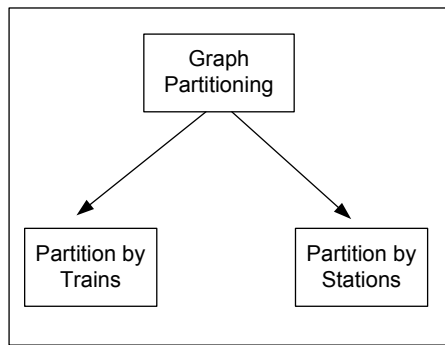 Graph
Partitioning
Partition by
Trains
Partition by
Stations